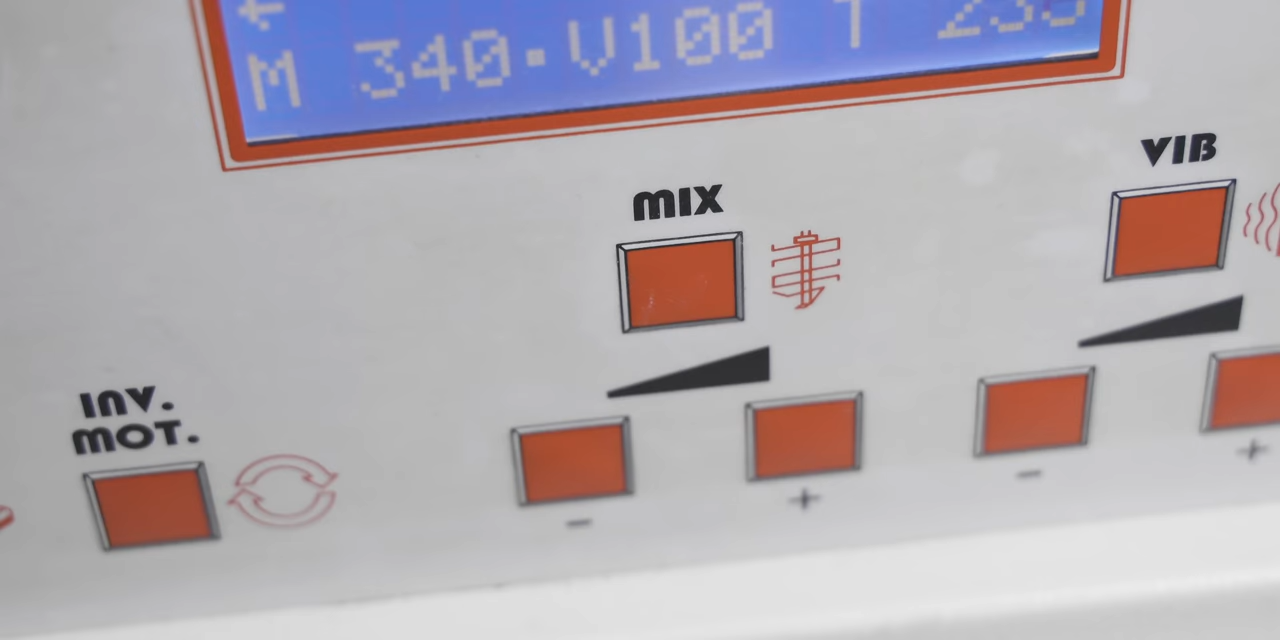 M 340.V100 T
MIX
VIB
INV.
MOT.
- + - +